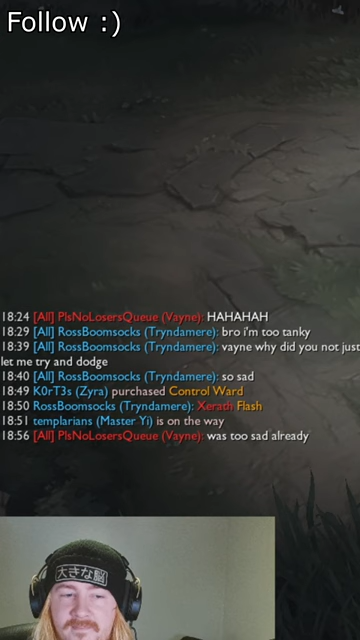 Follow :)
18:24 [All] PlsNoLosersQueue (Vayne): HAHAHAH
18:29 [All] RossBoomsocks (Tryndamere): bro i'm too tanky
18:39 [All] RossBoomsocks (Tryndamere): vayne why did you not just
let me try and dodge
18:40 [All] RossBoomsocks (Tryndamere): so sad
18:49 K0rT3s (Zyra) purchased Control Ward
18:50 RossBoomsocks (Tryndamere): Xerath Flash
18:51 templarians (Master Yi) is on the way
18:56 [All] PlsNoLosersQueue (Vayne): was too sad already
大きな脳